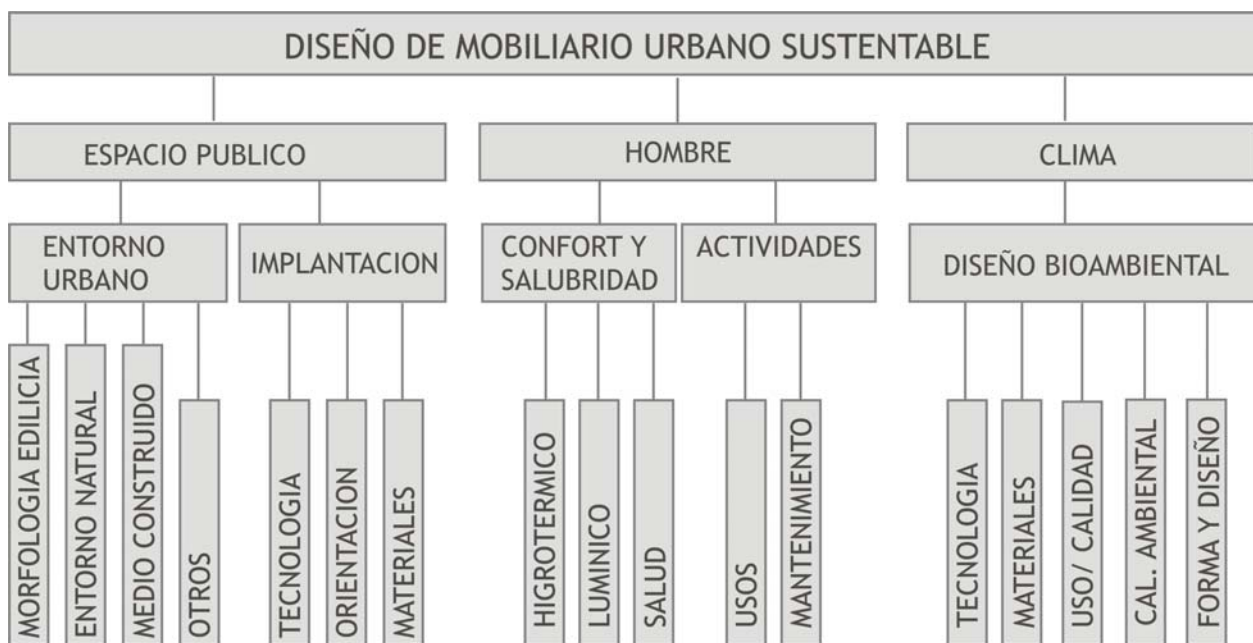 DISEÑO DE MOBILIARIO URBANO SUSTENTABLE
ESPACIO PUBLICO
HOMBRE
CLIMA
ENTORNO
URBANO
IMPLANTACION
CONFORT Y
SALUBRIDAD
ACTIVIDADES
DISEÑO BIOAMBIENTAL
MORFOLOGIA EDILICIA
ENTORNO NATURAL
MEDIO CONSTRUIDO
OTROS
TECNOLOGIA
ORIENTACION
MATERIALES
HIGROTERMICO
LUMINICO
SALUD
USOS
MANTENIMIENTO
TECNOLOGIA
MATERIALES
USO/ CALIDAD
CAL. AMBIENTAL
FORMA Y DISEÑO